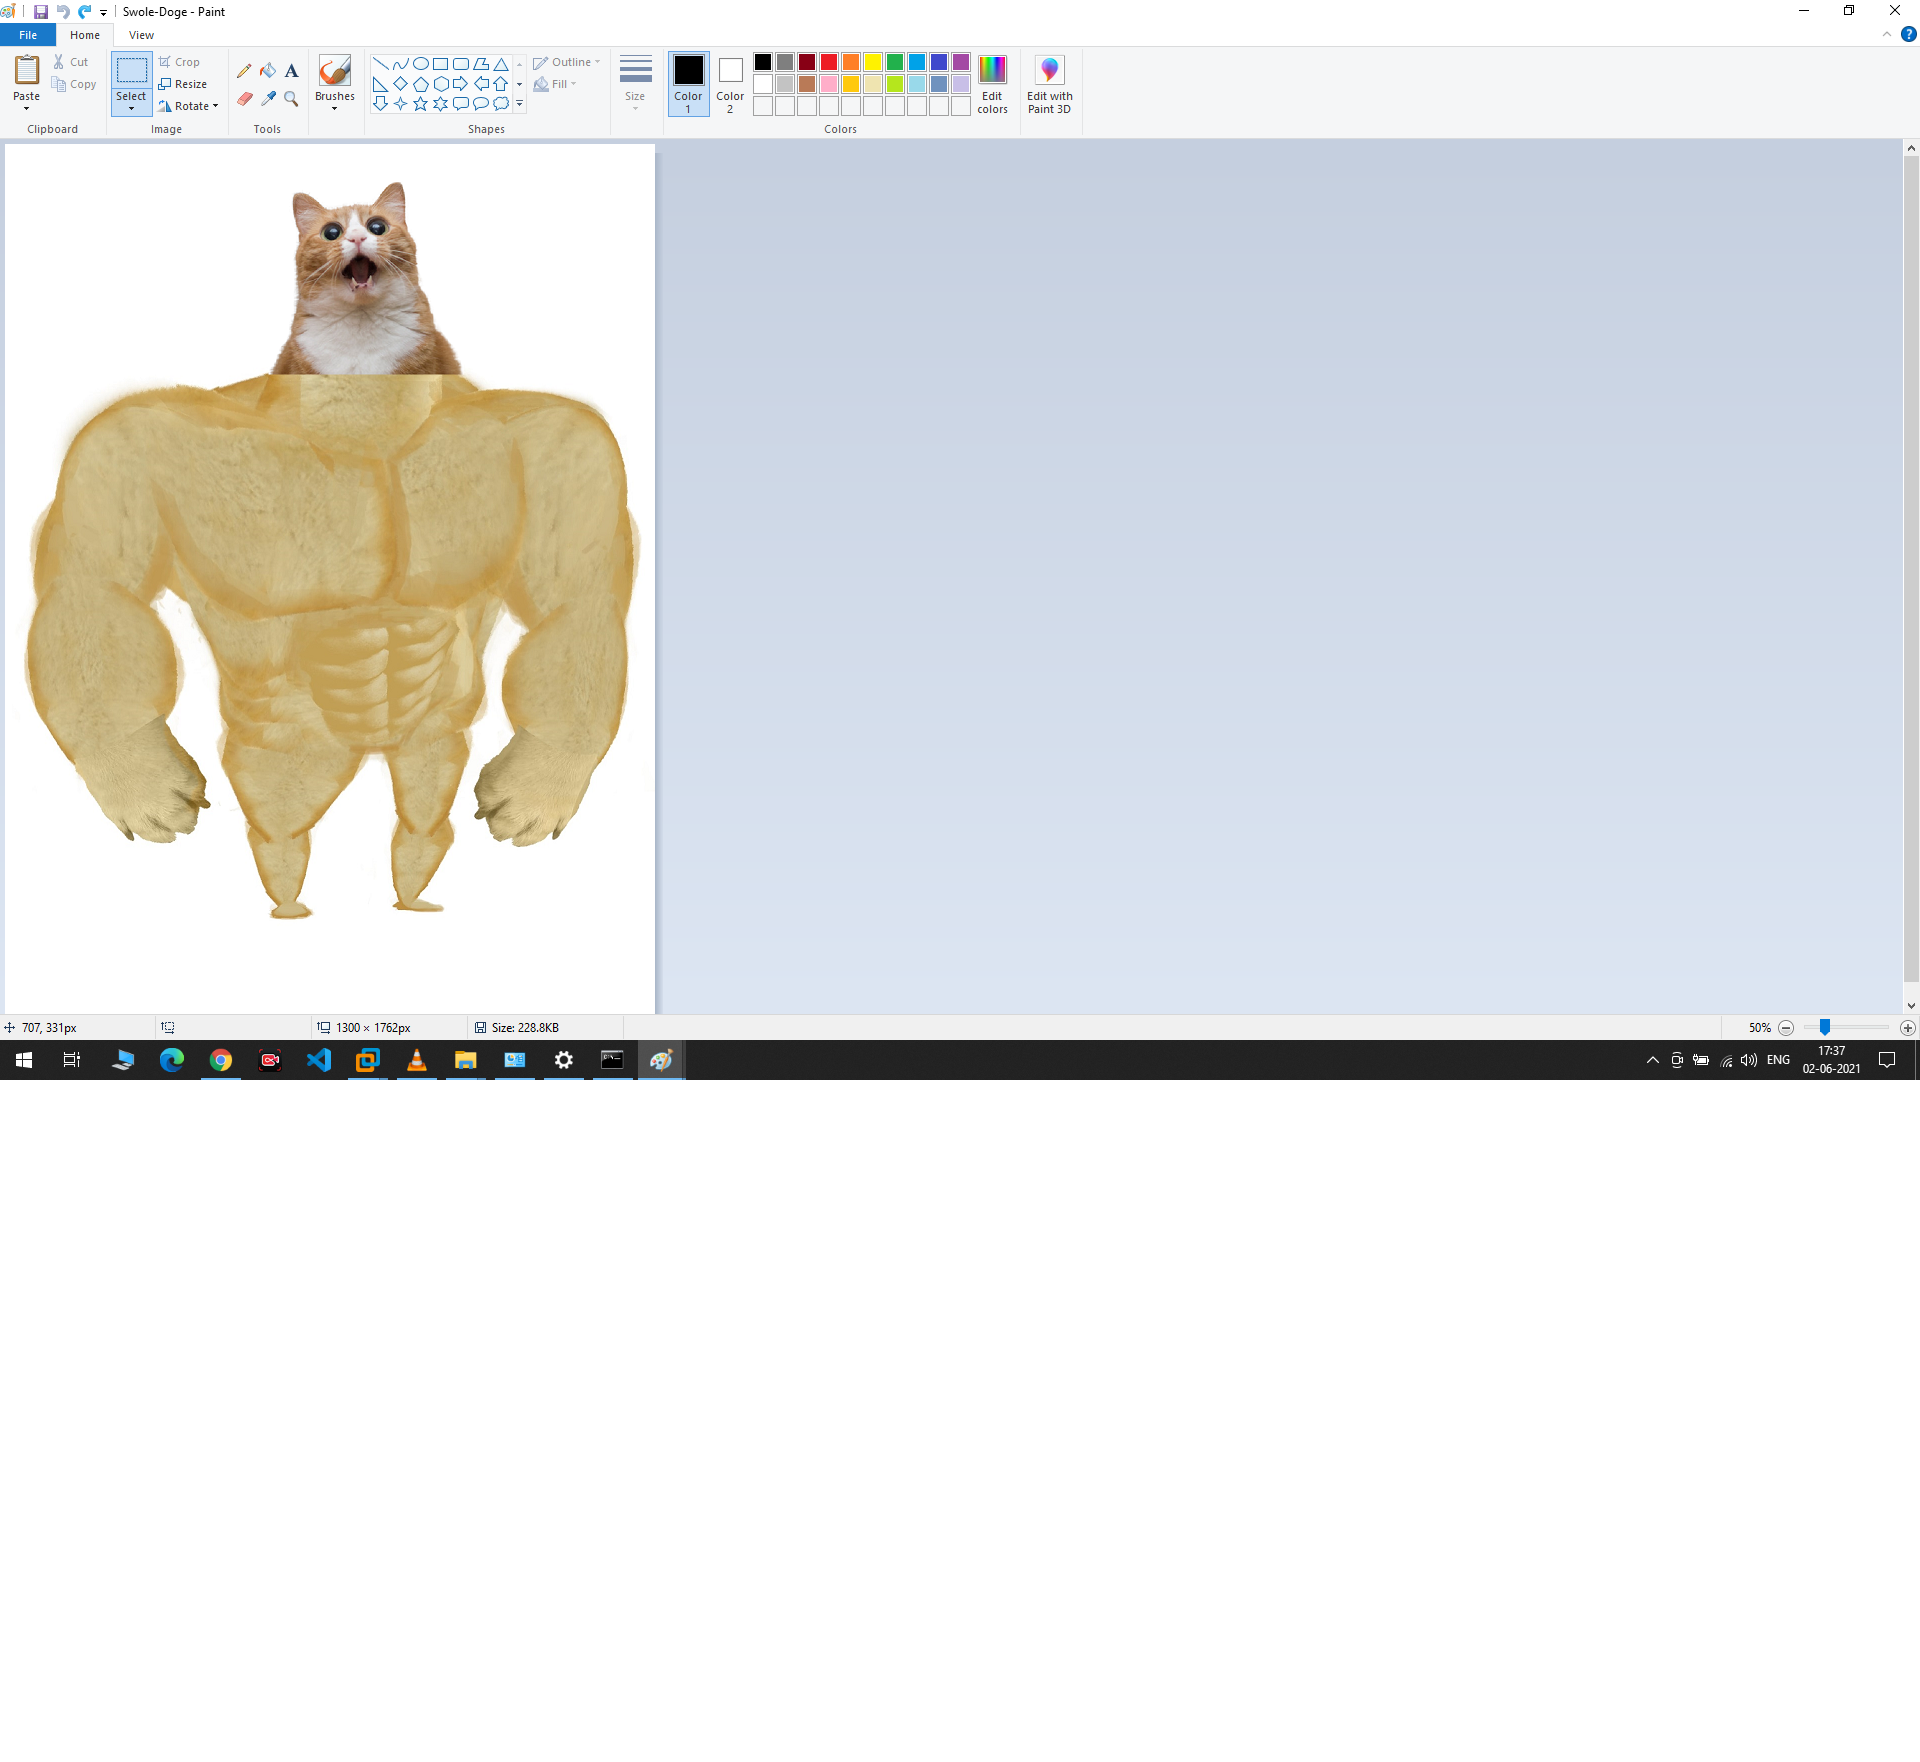 Swole-Doge - Paint
File Home View
Paste
Cut
Copy
Clipboard
Select
Crop
Resize
Rotate
Image
A
Tools
Brushes
Outline
Fill
Shapes
Size
Color
1
Color
2
Edit
colors
Colors
Edit with
Paint 3D
?
707, 331px
1300 × 1762px
Size: 228.8KB
50%
ENG
17:37
02-06-2021